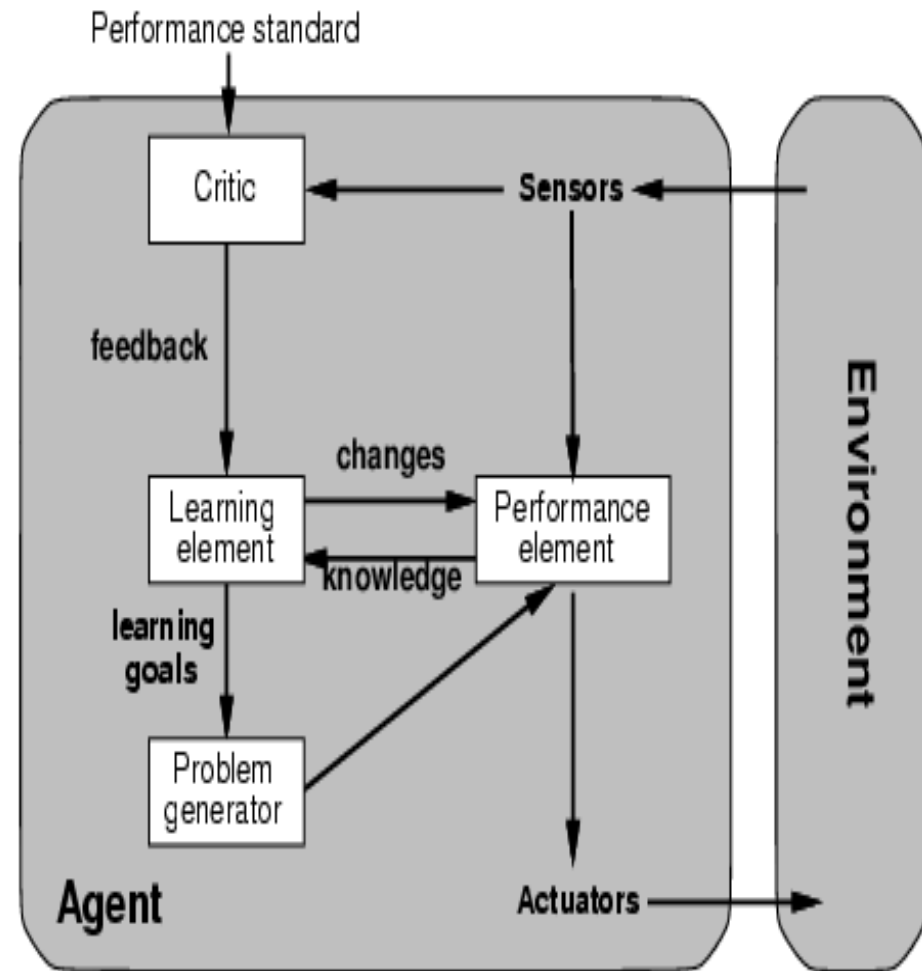 Performance standard
Critic
Sensors
feedback
changes
Learning
element
Performance
element
knowledge
learning
goals
Problem
generator
Agent
Actuators
Environment